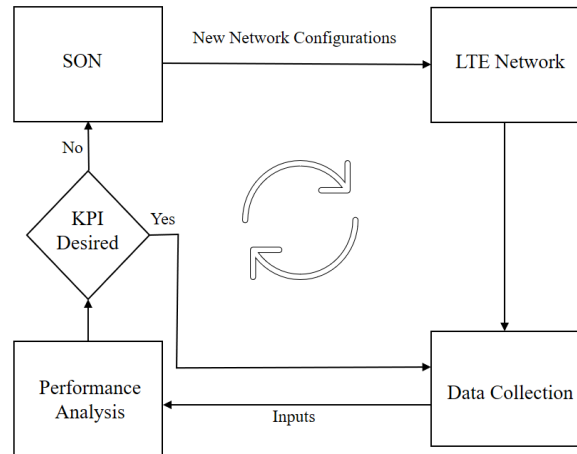 New Network Configurations
SON
LTE Network
No
KPI
Desired
Yes
Performance
Analysis
Data Collection
Inputs